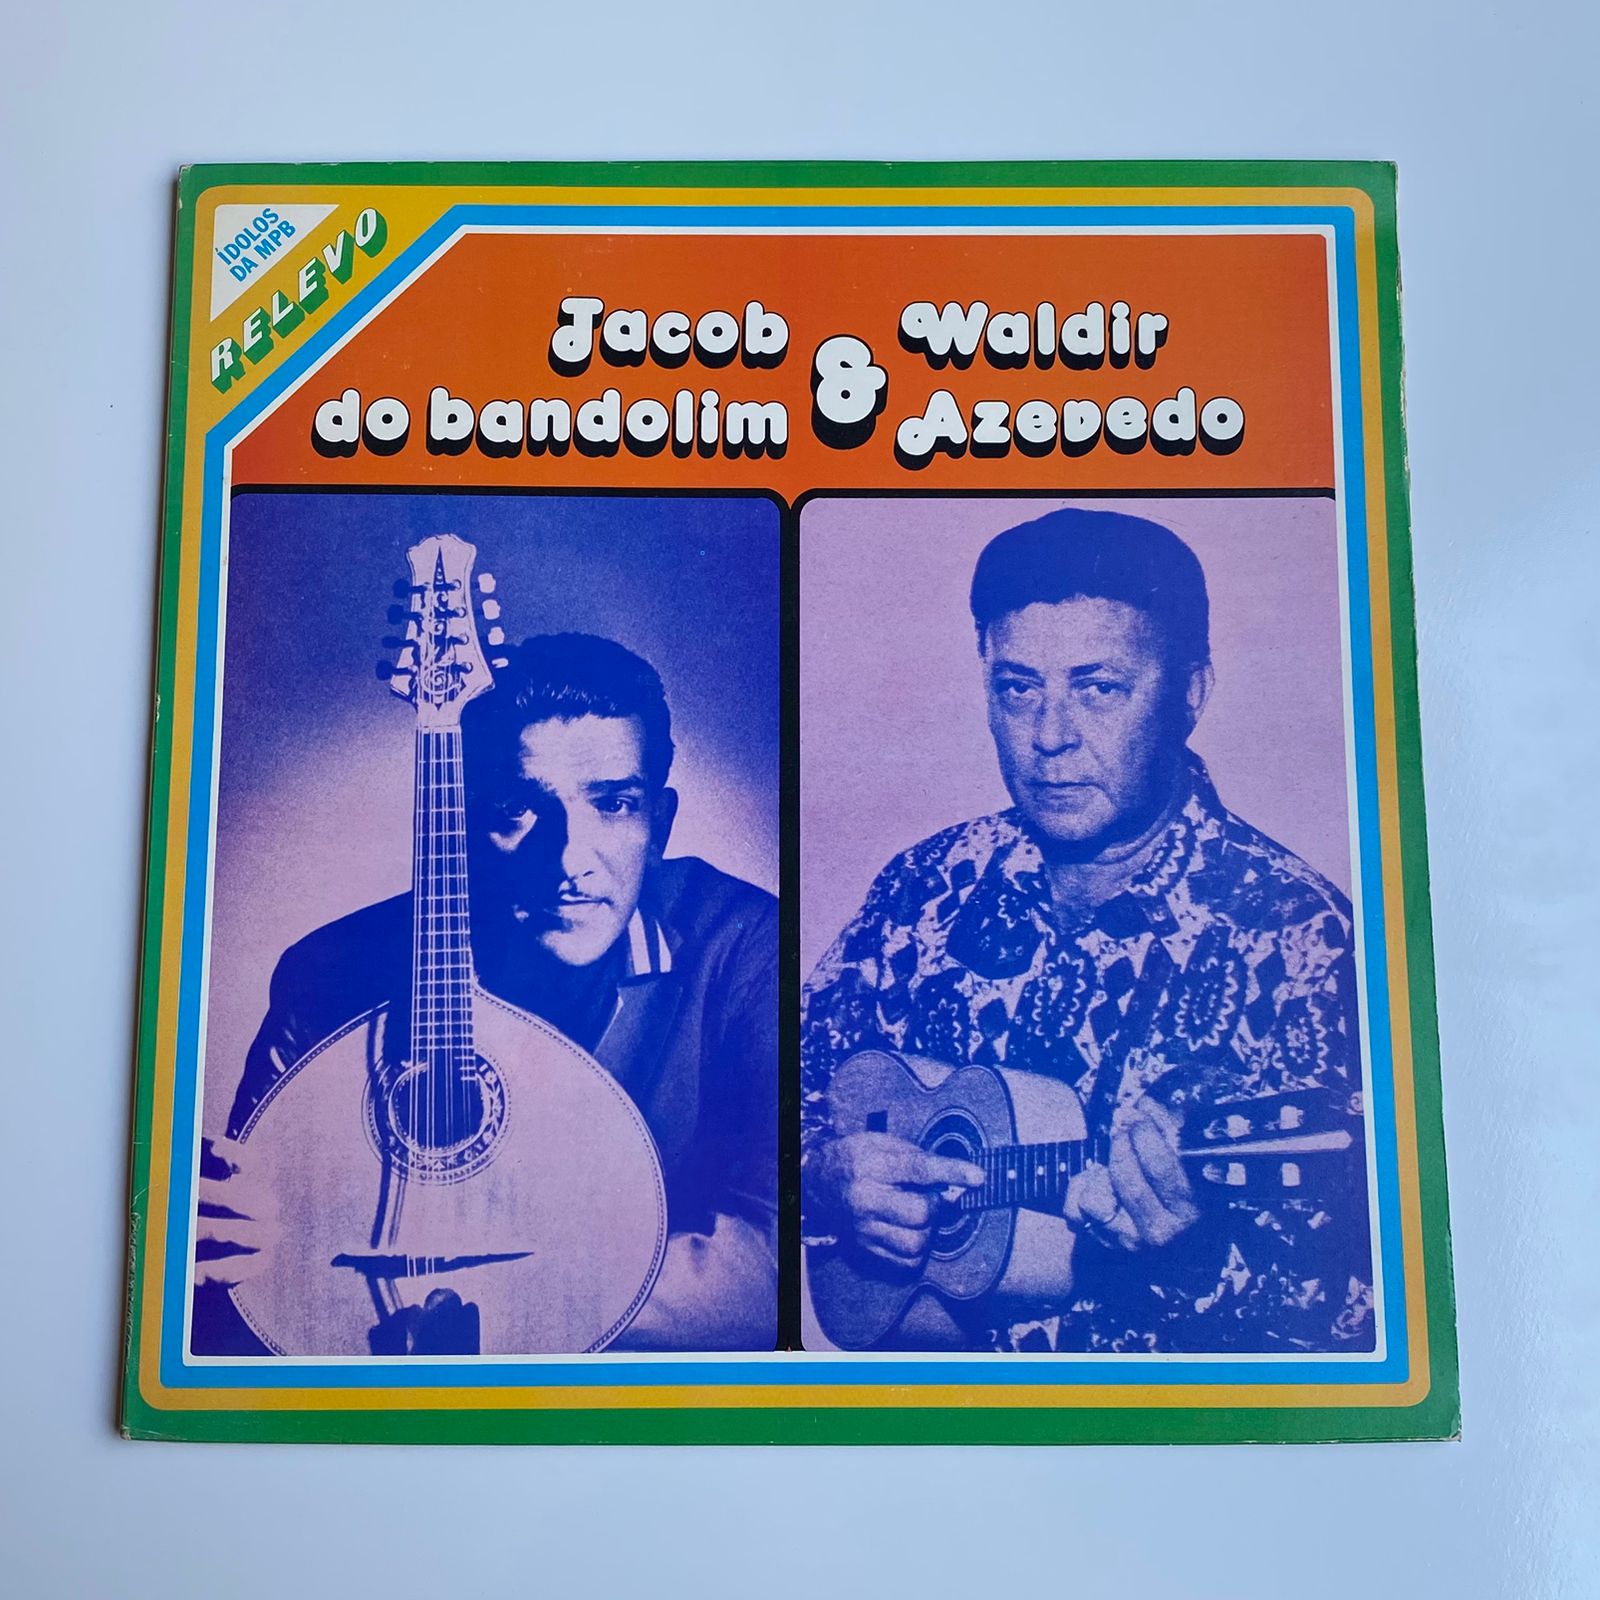 ÍDOLOS
DA MPB
RELEVO
Jacob
do bandolim
&
Waldir
Azevedo